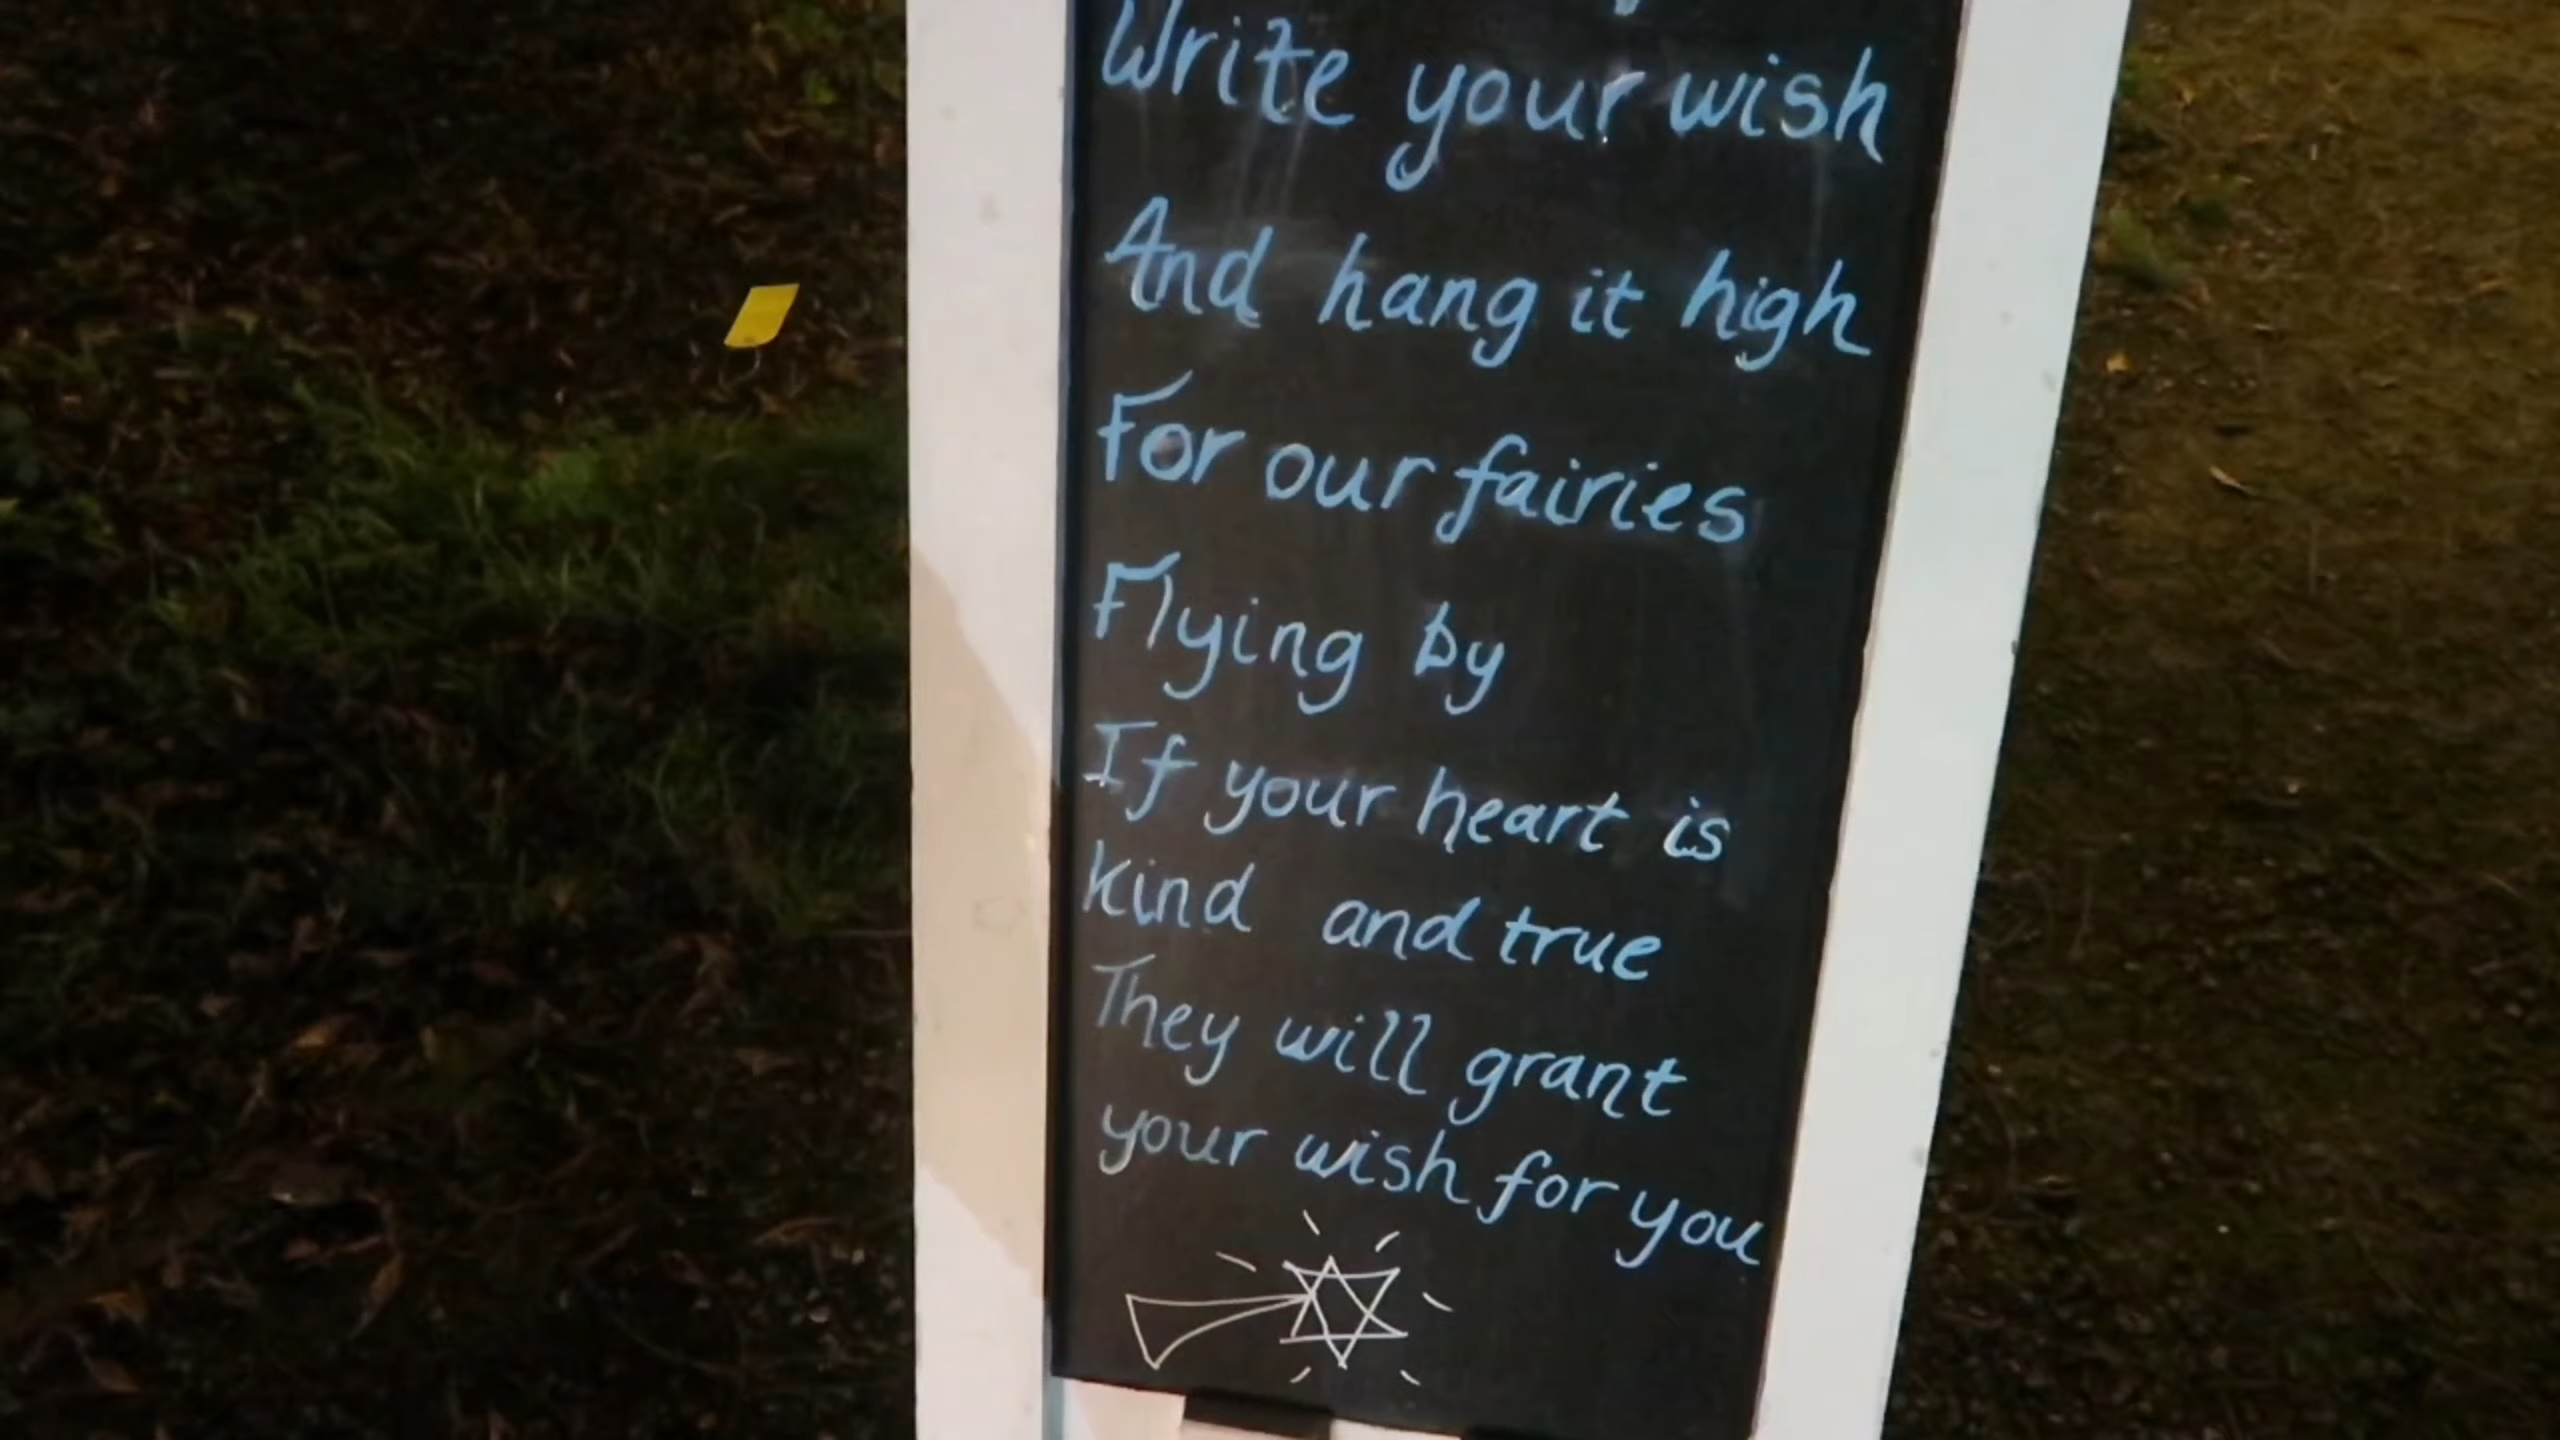 Write your wish
And hang it high
For our fairies
Flying by
If your heart is
kind and true
They will grant
your wish for you